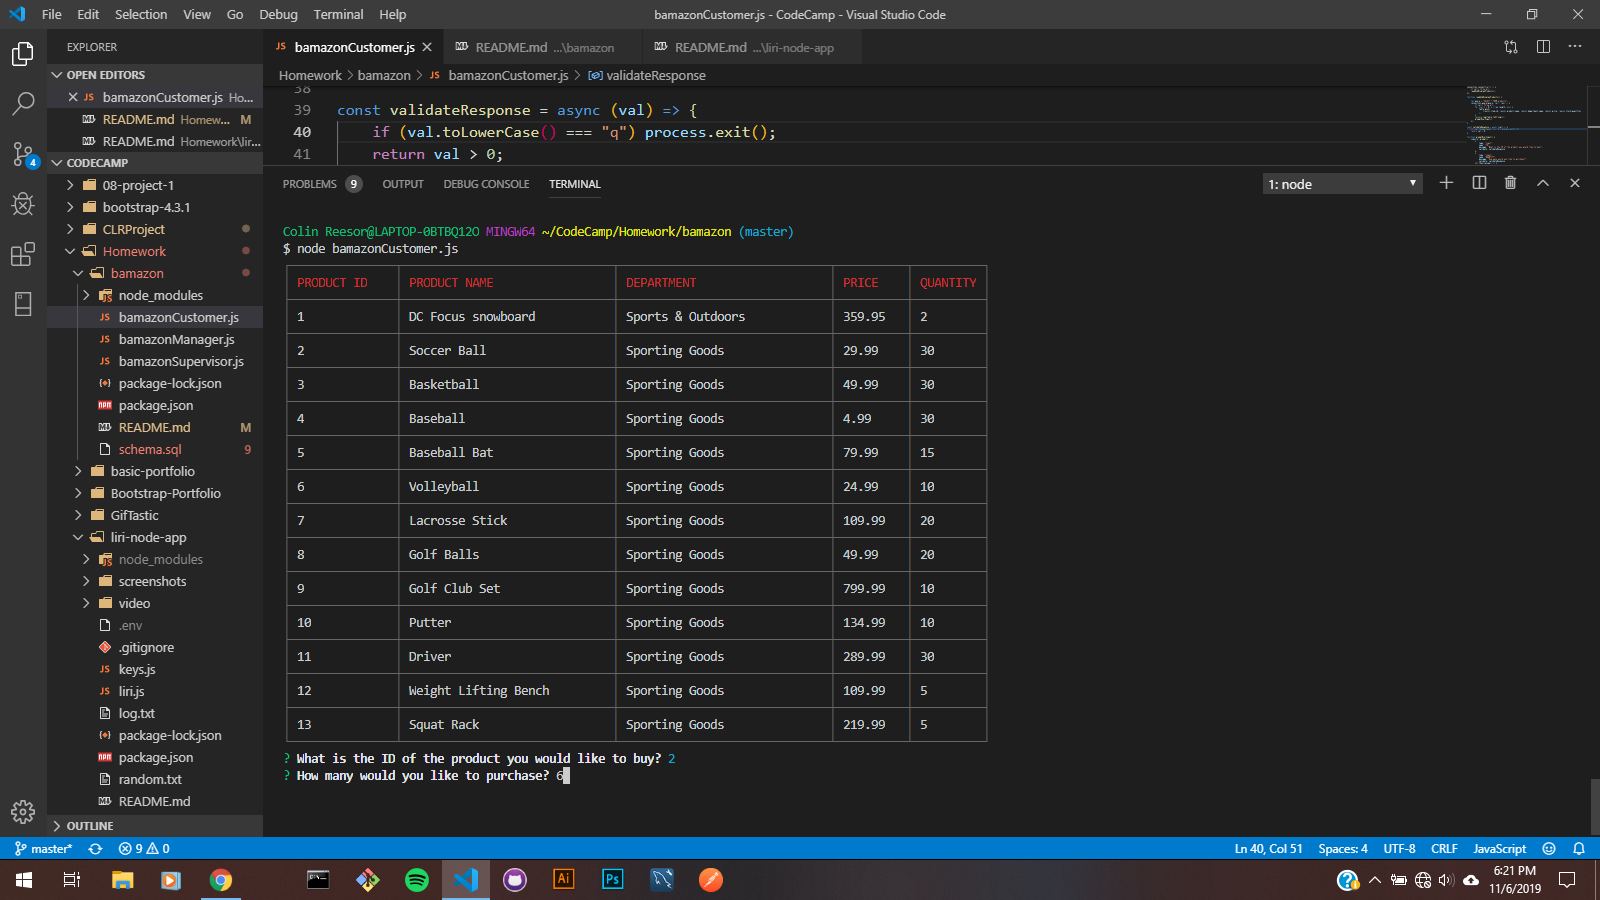 File Edit Selection View Go Debug Terminal Help
bamazonCustomer.js - CodeCamp - Visual Studio Code
EXPLORER
OPEN EDITORS
JS bamazonCustomer.js Ho...
README.md Homew... M
README.md Homework\lir...
CODECAMP
08-project-1
bootstrap-4.3.1
CLRProject
Homework
bamazon
node_modules
JS bamazonCustomer.js
JS bamazonManager.js
JS bamazonSupervisor.js
package-lock.json
package.json
README.md M
schema.sql 9
basic-portfolio
Bootstrap-Portfolio
GifTastic
liri-node-app
node_modules
screenshots
video
.env
.gitignore
JS keys.js
JS liri.js
log.txt
package-lock.json
package.json
random.txt
README.md
OUTLINE
4
JS bamazonCustomer.js
README.md ...\bamazon
README.md ...\liri-node-app
Homework > bamazon > JS bamazonCustomer.js > validateResponse
38
39 const validateResponse = async (val) => {
40 if (val.toLowerCase() === "q") process.exit();
41 return val > 0;
PROBLEMS 9 OUTPUT DEBUG CONSOLE TERMINAL
1: node
Colin Reesor@LAPTOP-0BTBQ12O MINGW64 ~/CodeCamp/Homework/bamazon (master)
$ node bamazonCustomer.js
PRODUCT ID PRODUCT NAME DEPARTMENT PRICE QUANTITY
1 DC Focus snowboard Sports & Outdoors 359.95 2
2 Soccer Ball Sporting Goods 29.99 30
3 Basketball Sporting Goods 49.99 30
4 Baseball Sporting Goods 4.99 30
5 Baseball Bat Sporting Goods 79.99 15
6 Volleyball Sporting Goods 24.99 10
7 Lacrosse Stick Sporting Goods 109.99 20
8 Golf Balls Sporting Goods 49.99 20
9 Golf Club Set Sporting Goods 799.99 10
10 Putter Sporting Goods 134.99 10
11 Driver Sporting Goods 289.99 30
12 Weight Lifting Bench Sporting Goods 109.99 5
13 Squat Rack Sporting Goods 219.99 5
? What is the ID of the product you would like to buy? 2
? How many would you like to purchase? 6
master* 9 0
Ln 40, Col 51 Spaces: 4 UTF-8 CRLF JavaScript
Ai
Ps
6:21 PM
11/6/2019